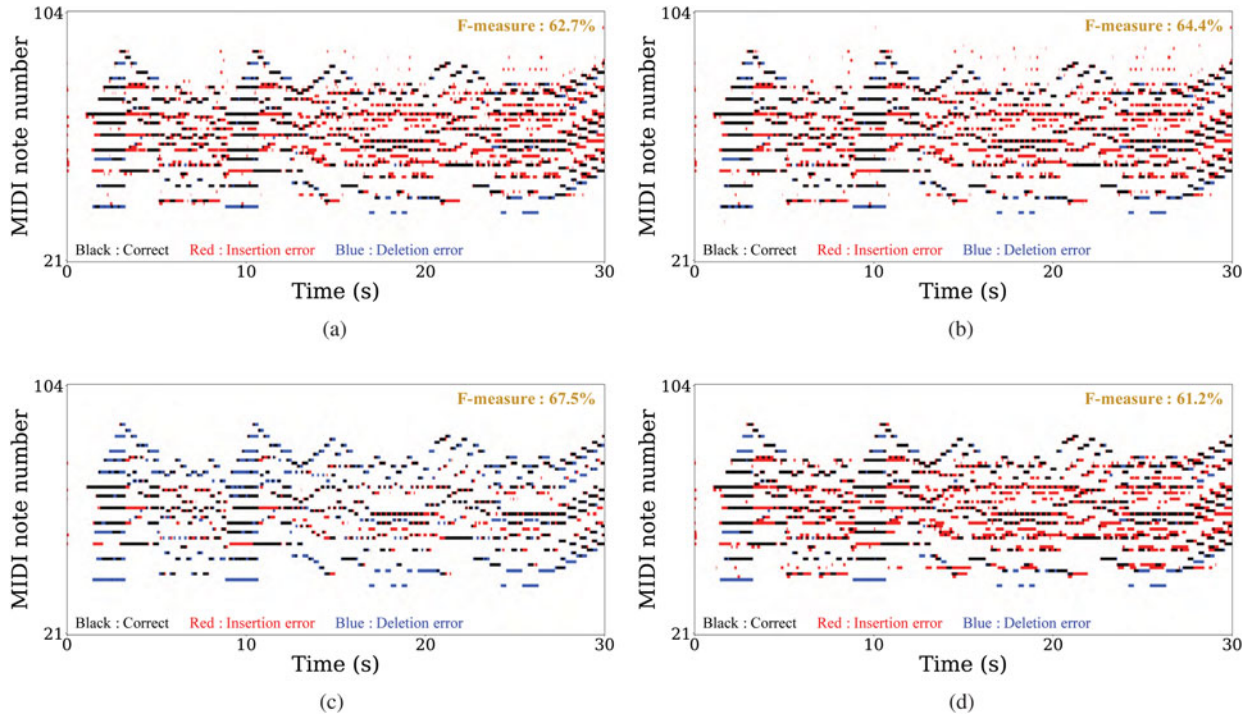 104
F-measure : 62.7%
MIDI note number
Black : Correct Red : Insertion error Blue : Deletion error
21
0 10 20 30
Time (s)
(a)
104
F-measure : 64.4%
MIDI note number
Black : Correct Red : Insertion error Blue : Deletion error
21
0 10 20 30
Time (s)
(b)
104
F-measure : 67.5%
MIDI note number
Black : Correct Red : Insertion error Blue : Deletion error
21
0 10 20 30
Time (s)
(c)
104
F-measure : 61.2%
MIDI note number
Black : Correct Red : Insertion error Blue : Deletion error
21
0 10 20 30
Time (s)
(d)